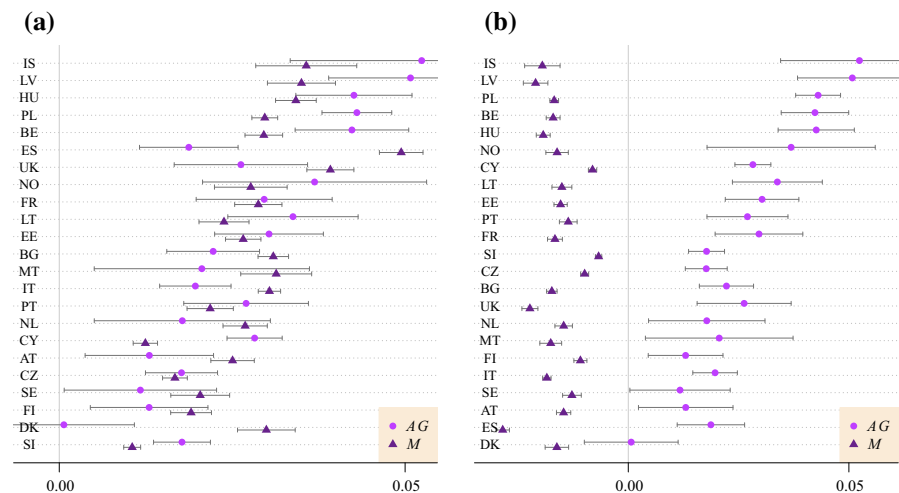 (a)
IS
LV
HU
PL
BE
ES
UK
NO
FR
LT
EE
BG
MT
IT
PT
NL
CY
AT
CZ
SE
FI
DK
SI
AG
M
0.00
0.05
(b)
IS
LV
PL
BE
HU
NO
CY
LT
EE
PT
FR
SI
CZ
BG
UK
NL
MT
FI
IT
SE
AT
ES
DK
AG
M
0.00
0.05